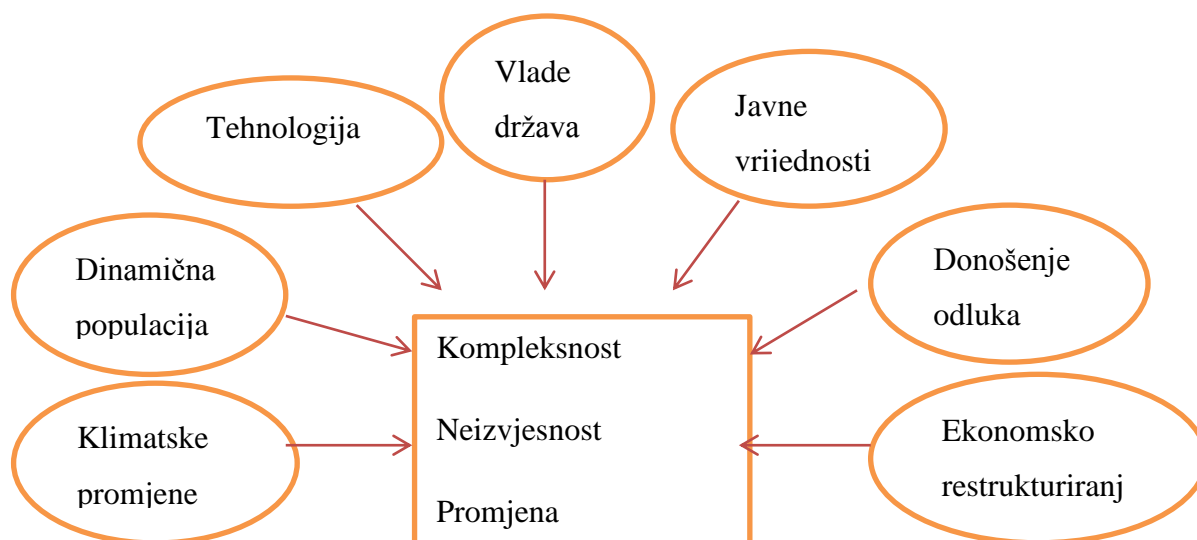 Vlade
država
Tehnologija
Javne
vrijednosti
Dinamična
populacija
Donošenje
odluka
Klimatske
promjene
Ekonomsko
restrukturiranj
Kompleksnost
Neizvjesnost
Promjena